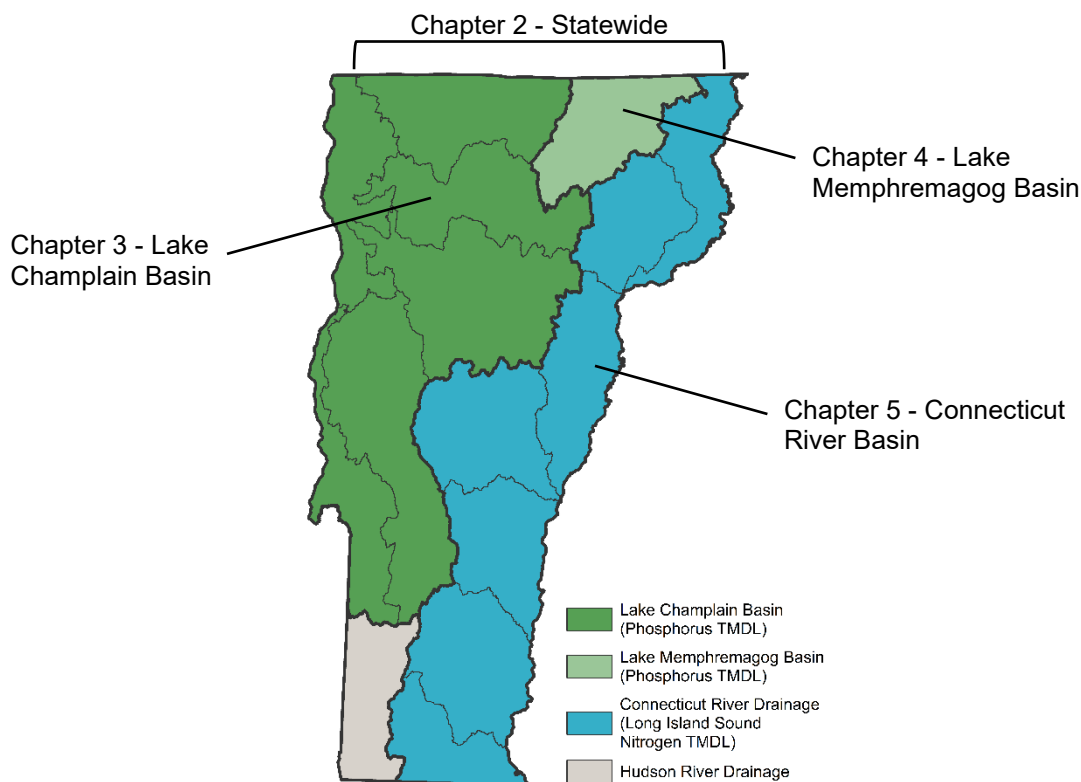 Chapter 2 - Statewide
Chapter 4 - Lake
Memphremagog Basin
Chapter 3 - Lake
Champlain Basin
Chapter 5 - Connecticut
River Basin
Lake Champlain Basin
(Phosphorus TMDL)
Lake Memphremagog Basin
(Phosphorus TMDL)
Connecticut River Drainage
(Long Island Sound
Nitrogen TMDL)
Hudson River Drainage